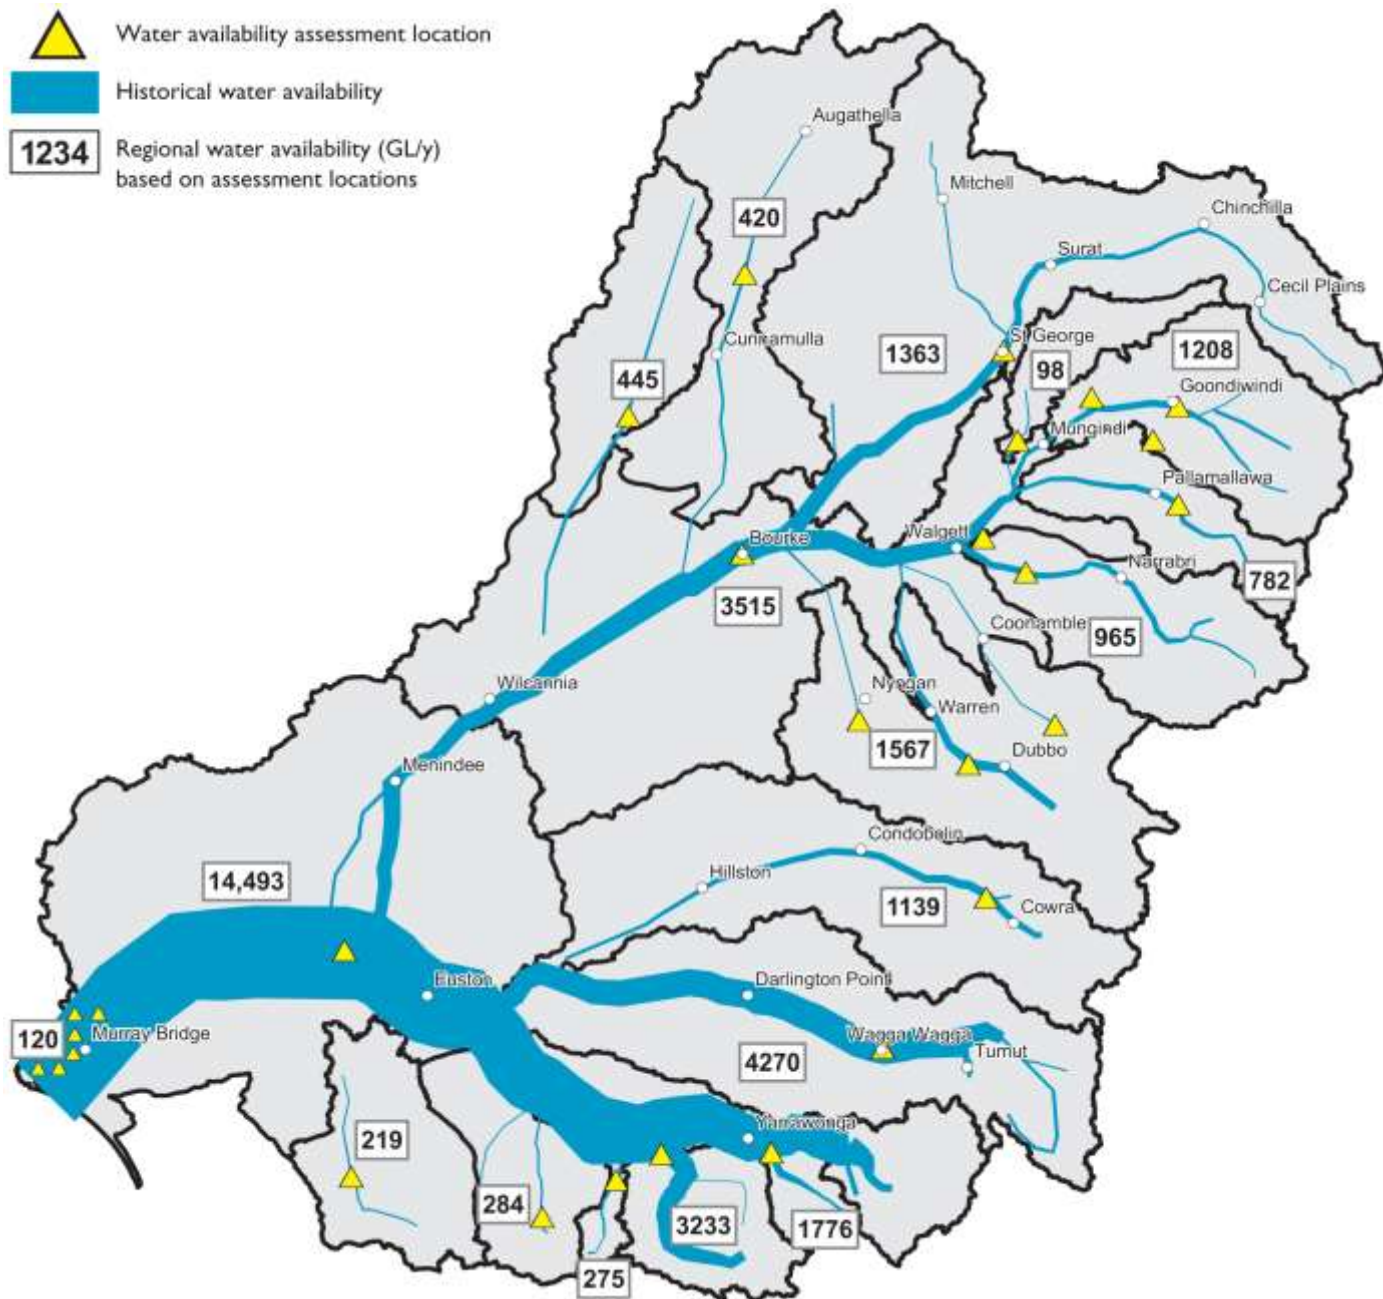 Water availability assessment location
Historical water availability
1234
Regional water availability (GL/y)
based on assessment locations
Augathella
Mitchell
420
Chinchilla
Surat
Cecil Plains
Cunnamulla
St George
1363
98
1208
445
Goondiwindi
Mungindi
Pallamallawa
Walgett
Bourke
Narrabri
782
3515
Coonamble
965
Wilcannia
Nyngan
Warren
1567
Dubbo
Menindee
Condobolin
14,493
Hillston
1139
Cowra
Euston
Darlington Point
120
Murray Bridge
Wagga Wagga
4270
Tumut
Yarrawonga
219
284
3233
1776
275